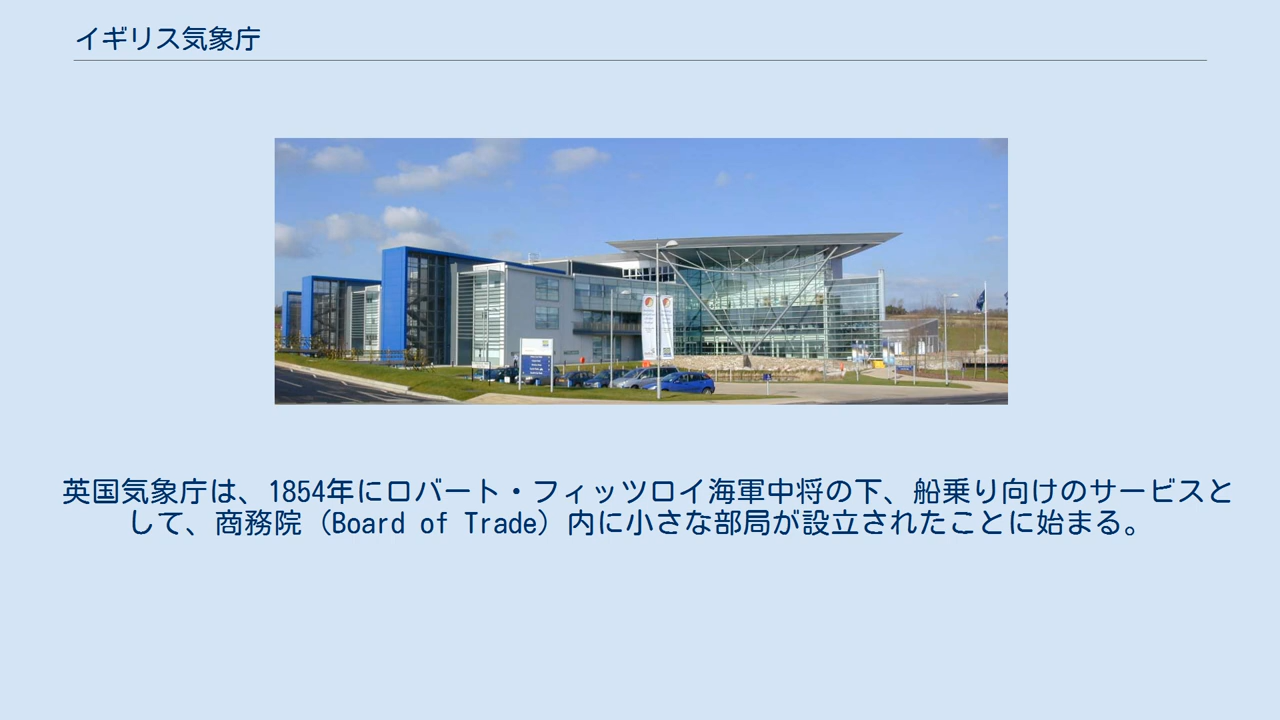 イギリス気象庁
英国気象庁は、1854年にロバート・フィッツロイ海軍中将の下、船乗り向けのサービスと
して、商務院（Board of Trade）内に小さな部局が設立されたことに始まる。